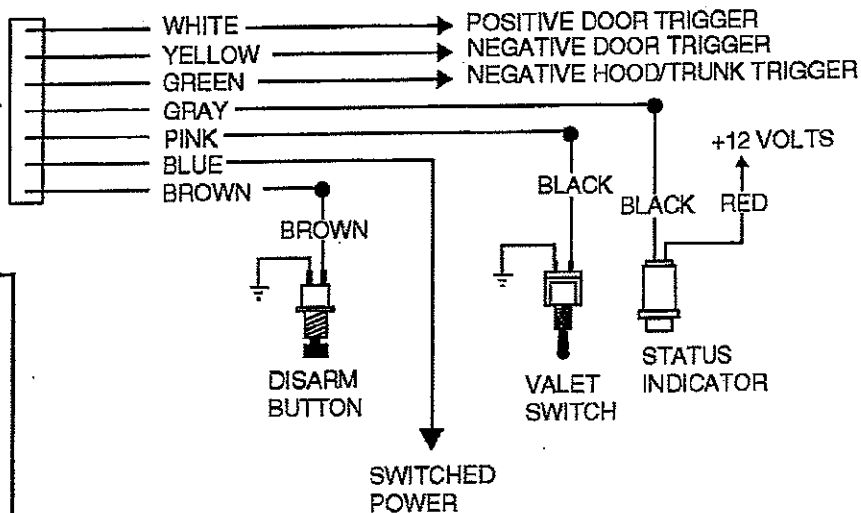 WHITE
POSITIVE DOOR TRIGGER
YELLOW
NEGATIVE DOOR TRIGGER
GREEN
NEGATIVE HOOD/TRUNK TRIGGER
GRAY
PINK
+12 VOLTS
BLUE
BROWN
BLACK
BLACK
RED
BROWN
DISARM
BUTTON
VALET
SWITCH
STATUS
INDICATOR
SWITCHED
POWER